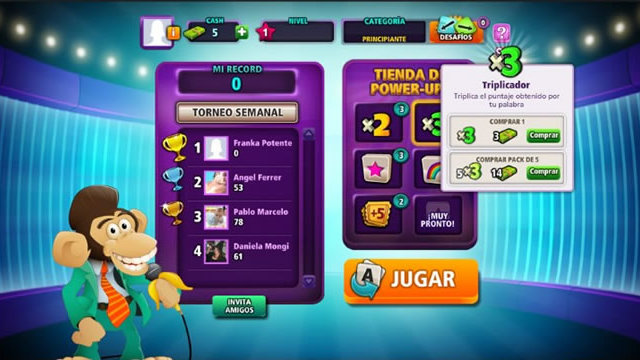 CASH
5
NIVEL
1
CATEGORÍA
PRINCIPIANTE
DESAFÍOS
0
?
MI RECORD
0
TORNEO SEMANAL
1 Franka Potente
0
2 Angel Ferrer
53
3 Pablo Marcelo
78
4 Daniela Mongi
61
INVITA
AMIGOS
TIENDA DE
POWER-UP
x2 3
x3
3
+5 2
¡MUY
PRONTO!
A JUGAR
x3
Triplicador
Triplica el puntaje obtenido por
tu palabra
COMPRAR 1
x3 3 Comprar
COMPRAR PACK DE 5
5x3 14 Comprar